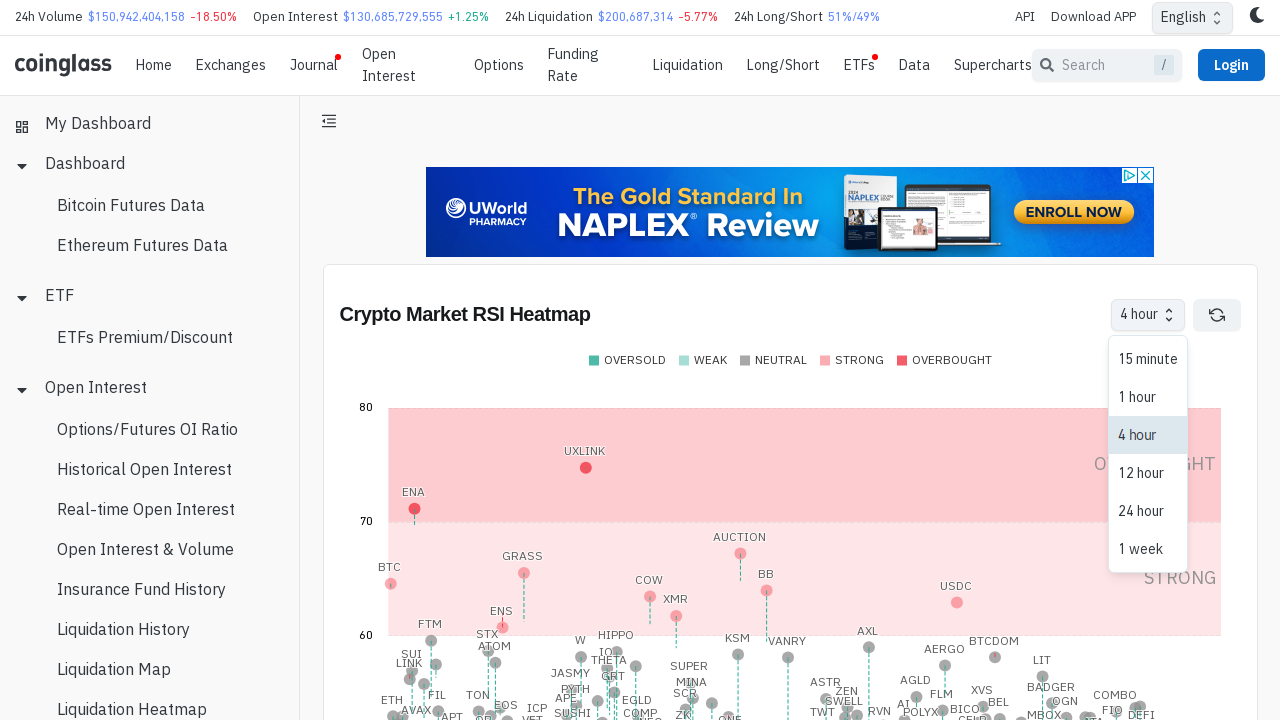 24h Volume $150,942,404,158 -18.50% Open Interest $130,685,729,555 +1.25% 24h Liquidation $200,687,314 -5.77% 24h Long/Short 51%/49% API Download APP English
coinglass Home Exchanges Journal Open Interest Options Funding Rate Liquidation Long/Short ETFs Data Supercharts Search / Login
My Dashboard
Dashboard
Bitcoin Futures Data
Ethereum Futures Data
ETF
ETFs Premium/Discount
Open Interest
Options/Futures OI Ratio
Historical Open Interest
Real-time Open Interest
Open Interest & Volume
Insurance Fund History
Liquidation History
Liquidation Map
Liquidation Heatmap
UWorld PHARMACY
The Gold Standard In
NAPLEX® Review
ENROLL NOW
Crypto Market RSI Heatmap
4 hour
15 minute
1 hour
4 hour
12 hour
24 hour
1 week
OVERSOLD WEAK NEUTRAL STRONG OVERBOUGHT
80
70
60
STRONG
UXLINK
ENA
AUCTION
GRASS
BTC
BB
COW
USDC
XMR
ENS
FTM
STX
ATOM
W
HIPPO
KSM
VANRY
AXL
BTCDOM
AERGO
SUI
LINK
THETA
GRT
JASMY
PYTH
SUPER
MINA
SCR
LIT
ASTR
AGLD
ZEN
SWELL
TWT
RVN
AI
POLYX
FLM
XVS
BICO
BEL
BADGER
OGN
MBOX
COMBO
FIO
DEFI
ETH
AVAX
FIL
APT
TON
EOS
ICP
VET
SUSHI
EGLD
COMP
ZK